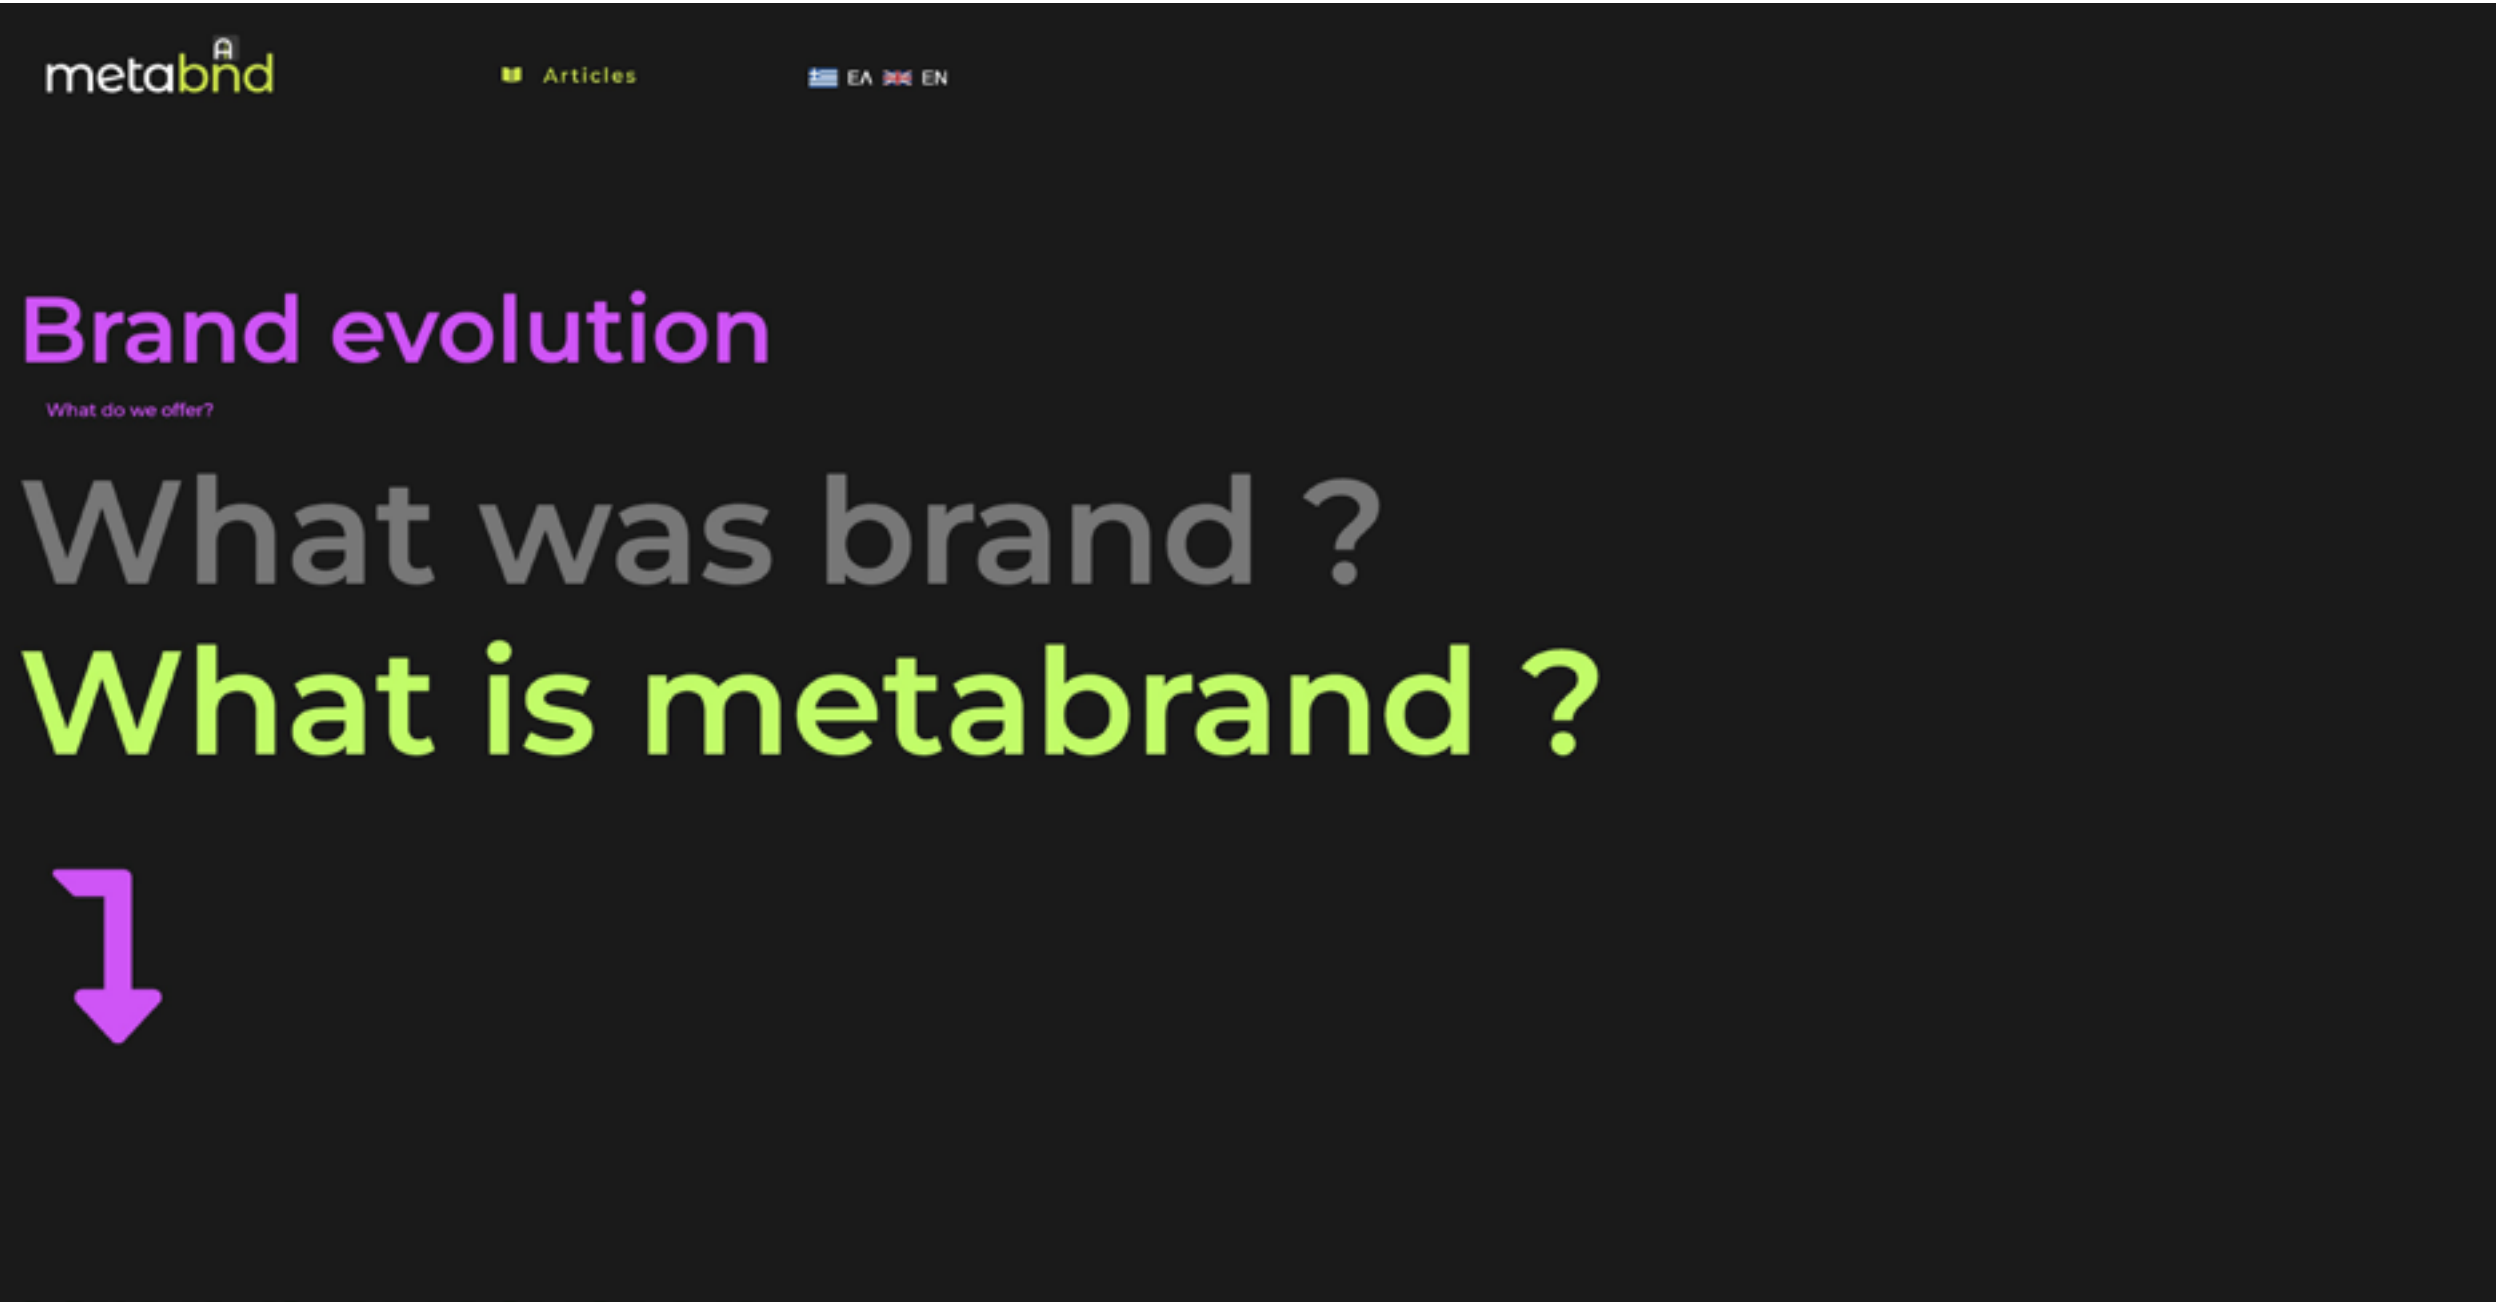 metabnd
A
Articles
ΕΛ EN
Brand evolution
What do we offer?
What was brand ?
What is metabrand ?